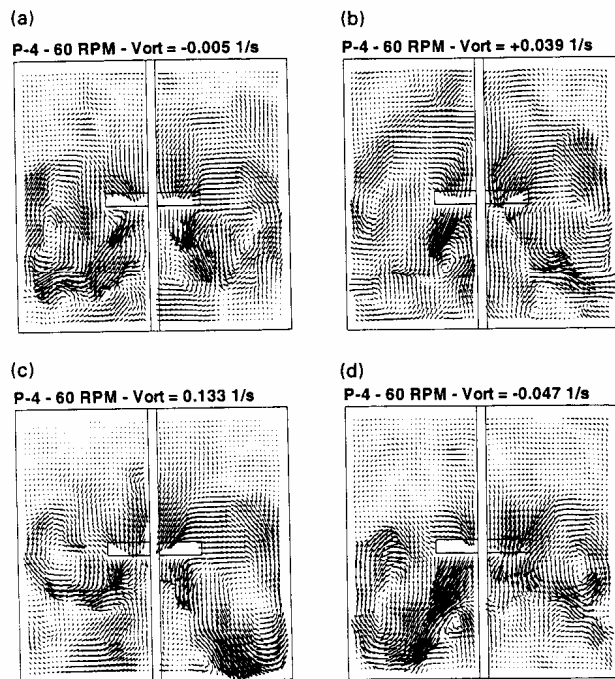 (a)
P-4 - 60 RPM - Vort = -0.005 1/s
(b)
P-4 - 60 RPM - Vort = +0.039 1/s
(c)
P-4 - 60 RPM - Vort = 0.133 1/s
(d)
P-4 - 60 RPM - Vort = -0.047 1/s